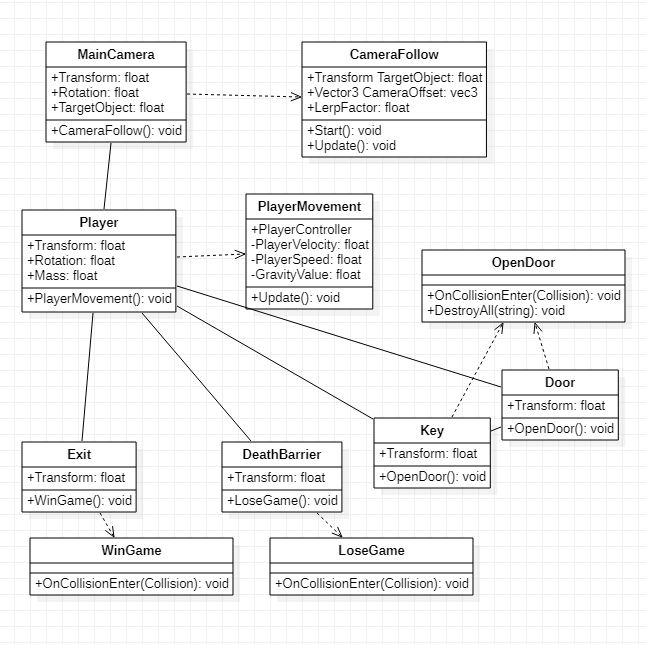 MainCamera
+Transform: float
+Rotation: float
+TargetObject: float
+CameraFollow(): void
CameraFollow
+Transform TargetObject: float
+Vector3 CameraOffset: vec3
+LerpFactor: float
+Start(): void
+Update(): void
Player
+Transform: float
+Rotation: float
+Mass: float
+PlayerMovement(): void
PlayerMovement
+PlayerController
-PlayerVelocity: float
-PlayerSpeed: float
-GravityValue: float
+Update(): void
OpenDoor
+OnCollisionEnter(Collision): void
+DestroyAll(string): void
Door
+Transform: float
+OpenDoor(): void
Key
+Transform: float
+OpenDoor(): void
Exit
+Transform: float
+WinGame(): void
DeathBarrier
+Transform: float
+LoseGame(): void
WinGame
+OnCollisionEnter(Collision): void
LoseGame
+OnCollisionEnter(Collision): void